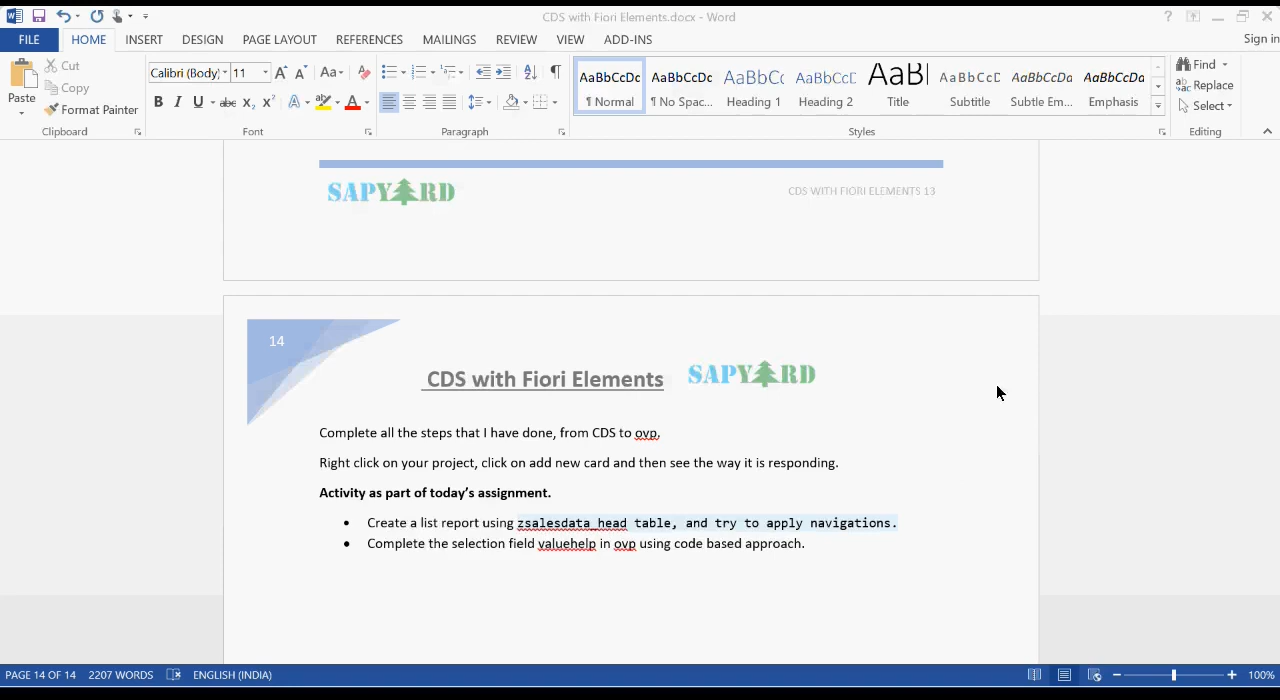 CDS with Fiori Elements.docx - Word
FILE HOME INSERT DESIGN PAGE LAYOUT REFERENCES MAILINGS REVIEW VIEW ADD-INS Sign in
Paste
Cut
Copy
Format Painter
Calibri (Body) 11
AaBbCcDc AaBbCcDc AaBbCc AaBbCcC AaBl AaBbCcC AaBbCcDc AaBbCcDc
¶ Normal ¶ No Spac... Heading 1 Heading 2 Title Subtitle Subtle Em... Emphasis
Find
Replace
Select
Clipboard Font Paragraph Styles Editing
SAPYARD CDS WITH FIORI ELEMENTS 13
14
CDS with Fiori Elements SAPYARD
Complete all the steps that I have done, from CDS to ovp.
Right click on your project, click on add new card and then see the way it is responding.
Activity as part of today’s assignment.
• Create a list report using zsalesdata_head table, and try to apply navigations.
• Complete the selection field valuehelp in ovp using code based approach.
PAGE 14 OF 14 2207 WORDS ENGLISH (INDIA) 100%